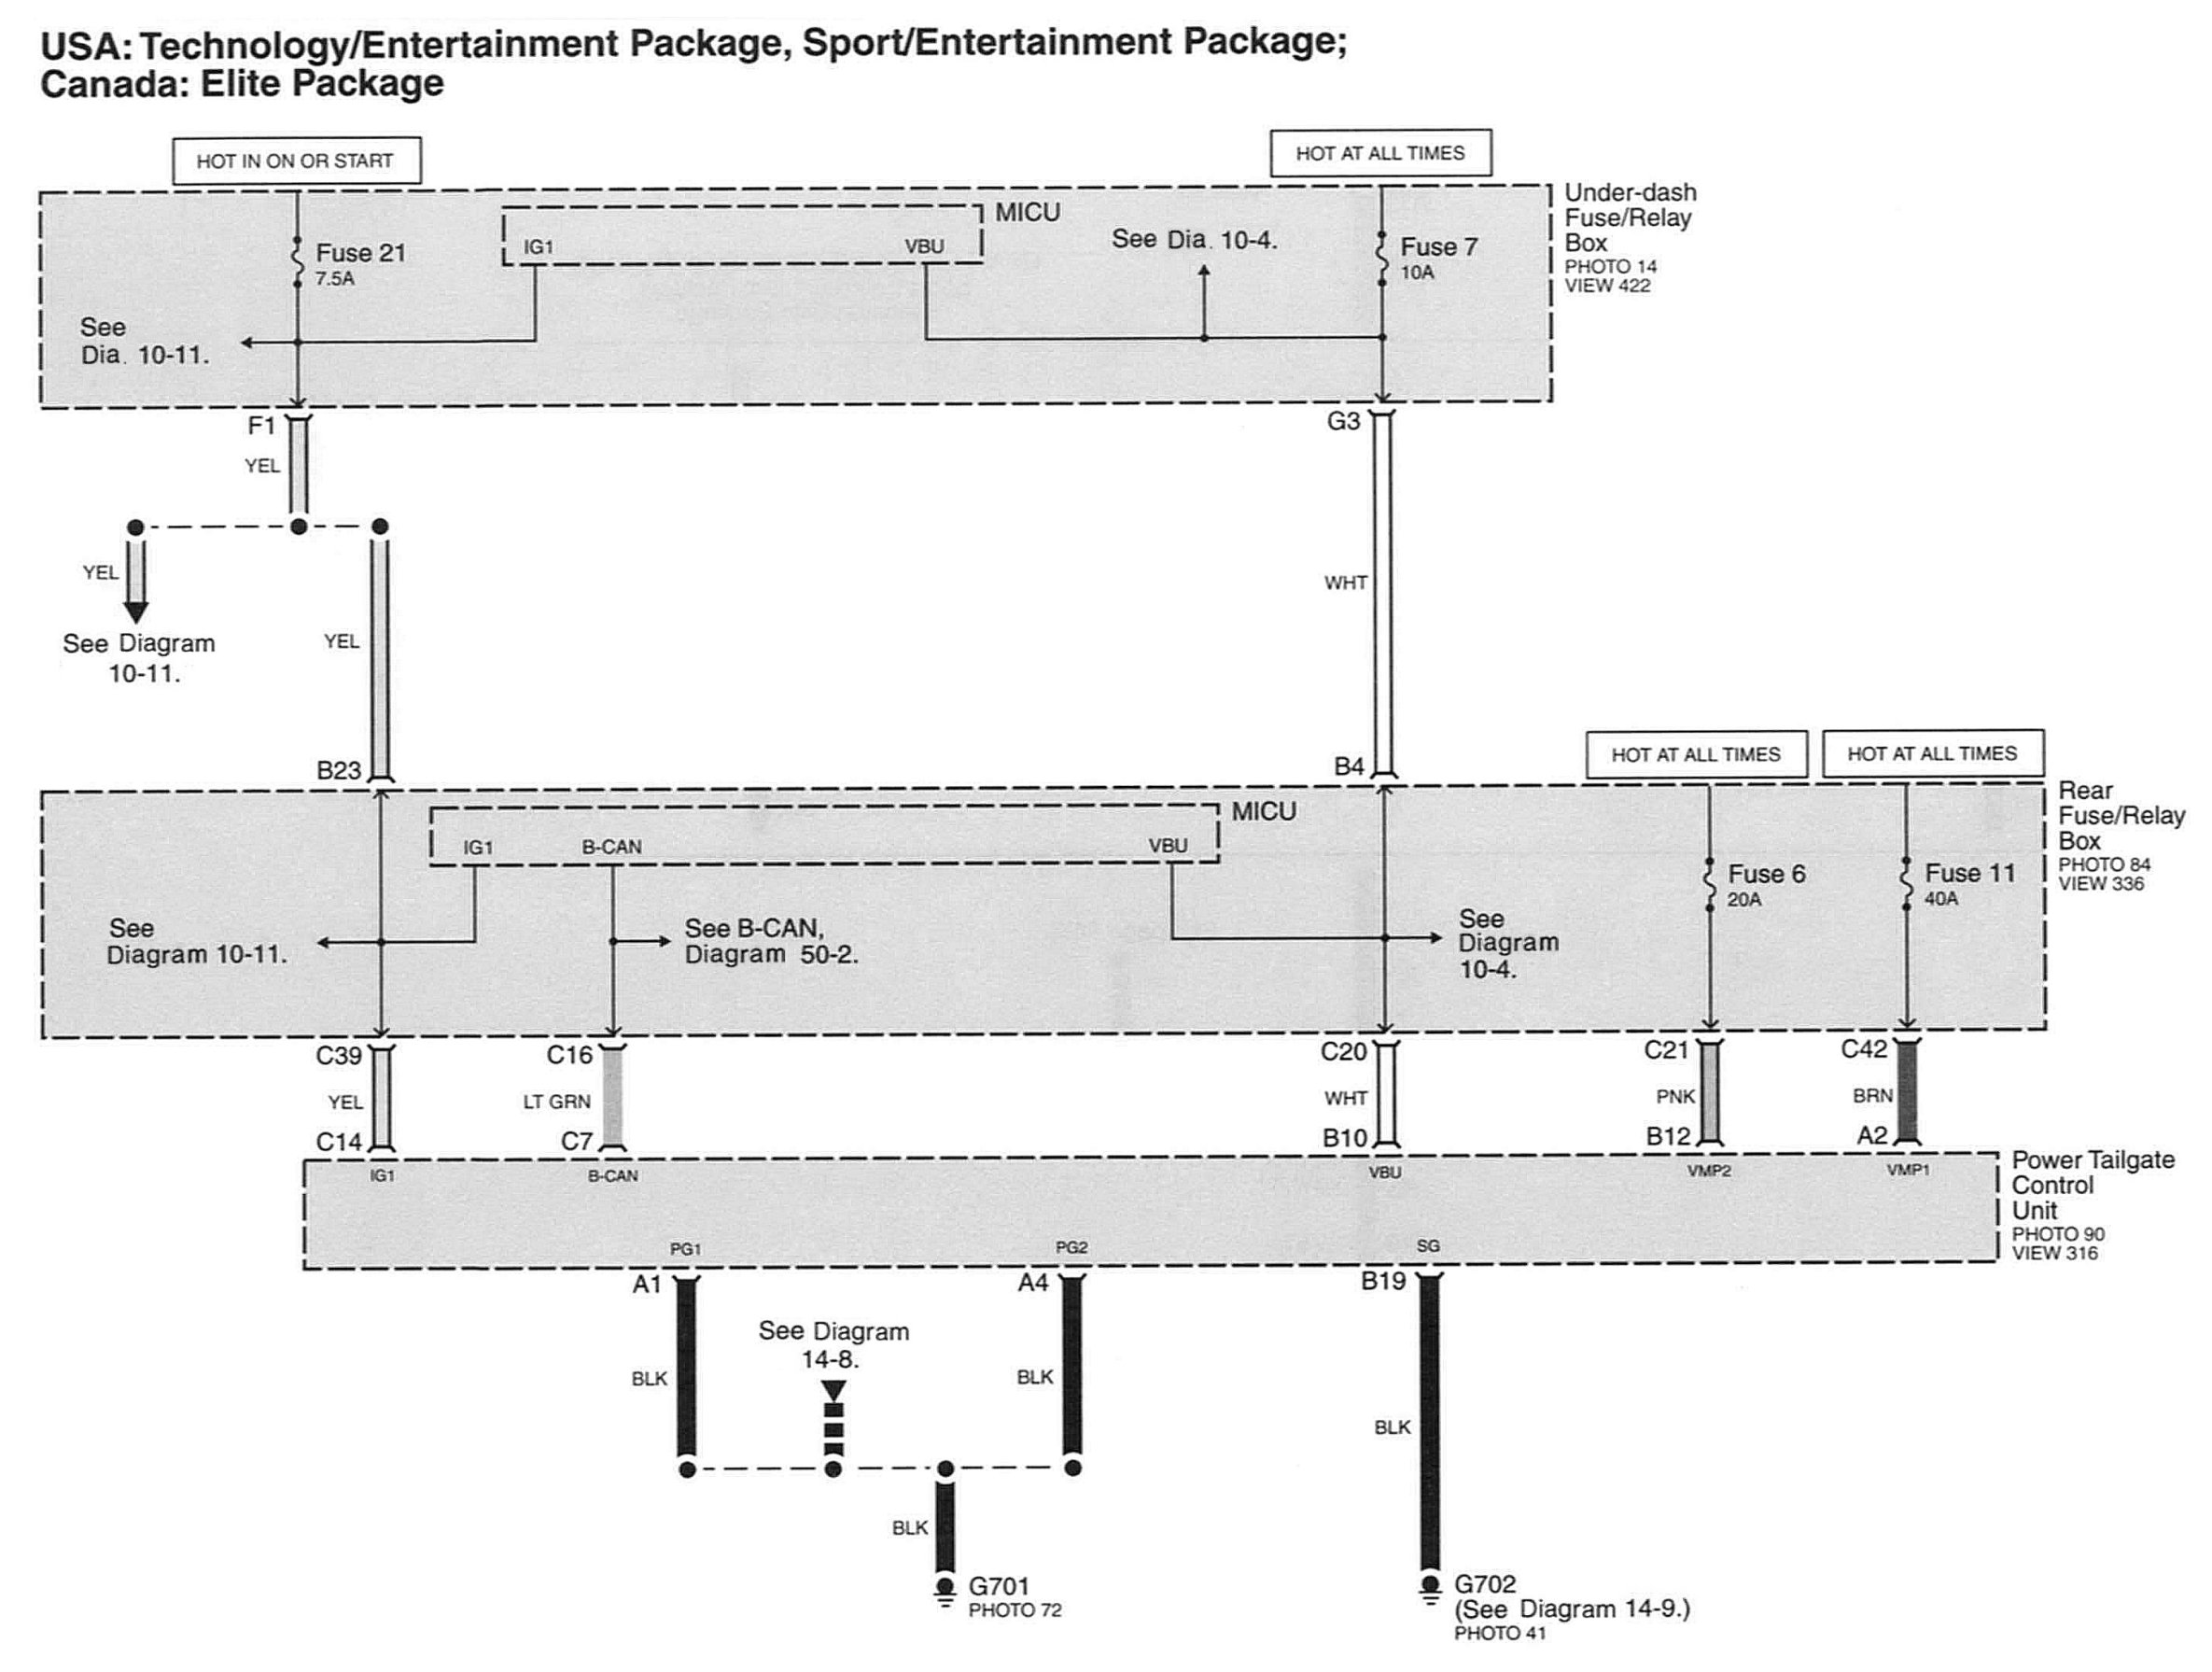 USA: Technology/Entertainment Package, Sport/Entertainment Package;
Canada: Elite Package
HOT IN ON OR START
HOT AT ALL TIMES
Under-dash
Fuse/Relay
Box
PHOTO 14
VIEW 422
MICU
IG1
VBU
Fuse 21
7.5A
See Dia. 10-4.
Fuse 7
10A
See
Dia. 10-11.
F1
YEL
G3
YEL
See Diagram
10-11.
YEL
WHT
B23
B4
HOT AT ALL TIMES
HOT AT ALL TIMES
Rear
Fuse/Relay
Box
PHOTO 84
VIEW 336
MICU
IG1
B-CAN
VBU
Fuse 6
20A
Fuse 11
40A
See
Diagram 10-11.
See B-CAN,
Diagram 50-2.
See
Diagram
10-4.
C39
C16
C20
C21
C42
YEL
LT GRN
WHT
PNK
BRN
C14
C7
B10
B12
A2
IG1
B-CAN
VBU
VMP2
VMP1
Power Tailgate
Control
Unit
PHOTO 90
VIEW 316
PG1
PG2
SG
A1
A4
B19
See Diagram
14-8.
BLK
BLK
BLK
BLK
G701
PHOTO 72
G702
(See Diagram 14-9.)
PHOTO 41